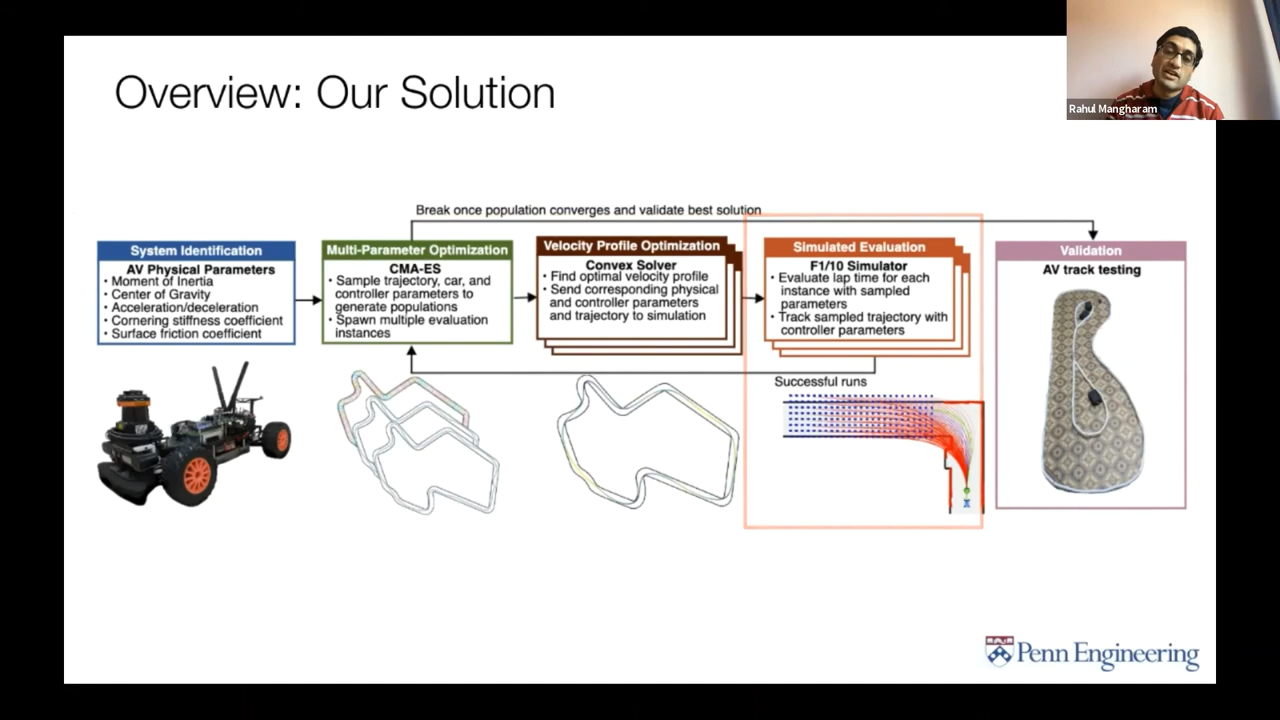 Overview: Our Solution
Rahul Mangharam
Break once population converges and validate best solution
System Identification
AV Physical Parameters
• Moment of Inertia
• Center of Gravity
• Acceleration/deceleration
• Cornering stiffness coefficient
• Surface friction coefficient
Multi-Parameter Optimization
CMA-ES
• Sample trajectory, car, and
controller parameters to
generate populations
• Spawn multiple evaluation
instances
Velocity Profile Optimization
Convex Solver
• Find optimal velocity profile
• Send corresponding physical
and controller parameters
and trajectory to simulation
Simulated Evaluation
F1/10 Simulator
• Evaluate lap time for each
instance with sampled
parameters
• Track sampled trajectory with
controller parameters
Successful runs
Validation
AV track testing
Penn Engineering